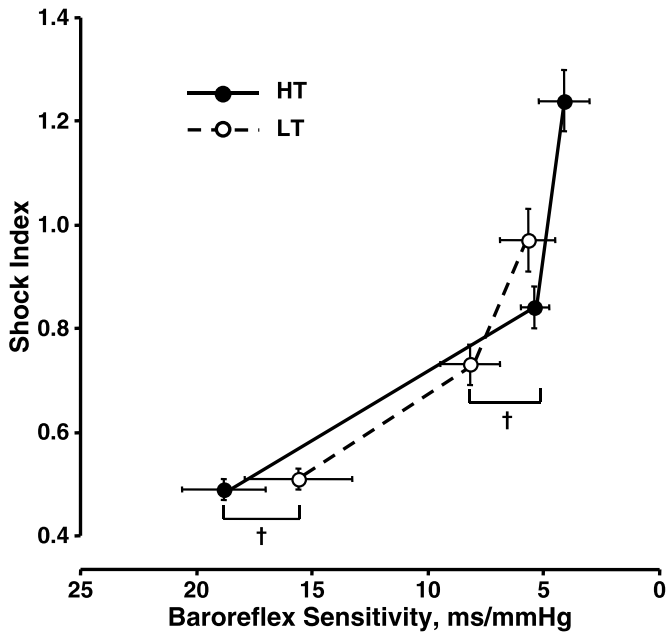 1.4
1.2
1.0
0.8
0.6
0.4
Shock Index
HT
LT
†
†
25 20 15 10 5 0
Baroreflex Sensitivity, ms/mmHg